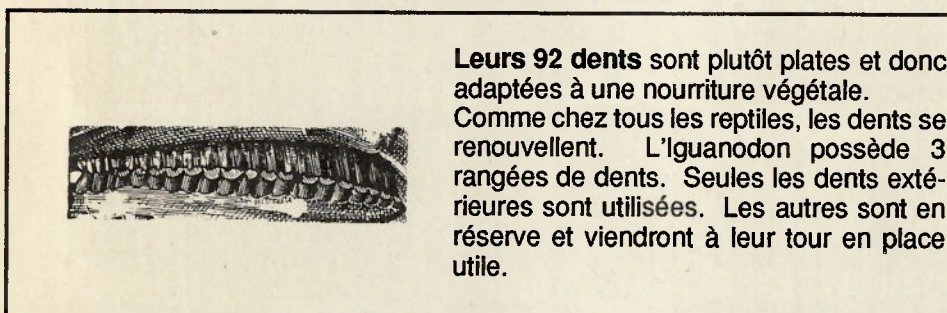 Leurs 92 dents sont plutôt plates et donc
adaptées à une nourriture végétale.
Comme chez tous les reptiles, les dents se
renouvellent. L'Iguanodon possède 3
rangées de dents. Seules les dents exté-
rieures sont utilisées. Les autres sont en
réserve et viendront à leur tour en place
utile.